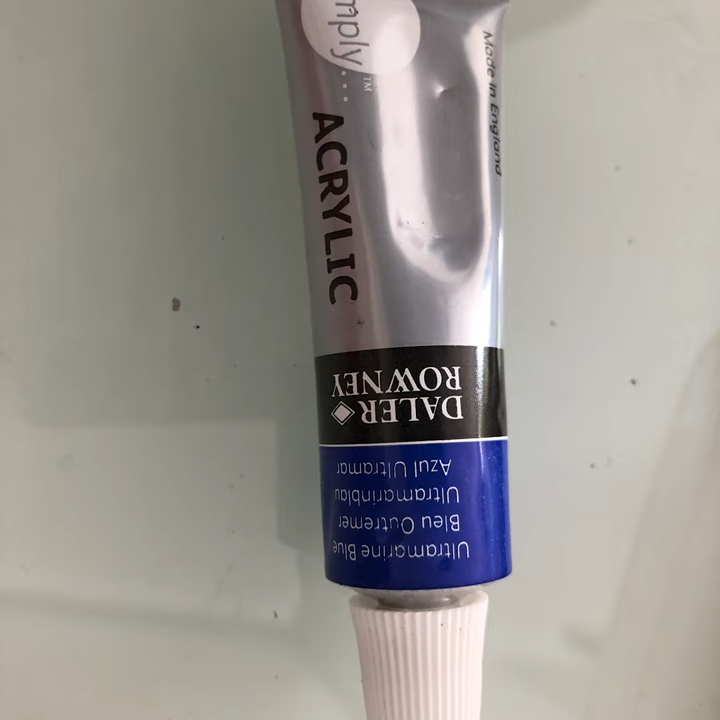 mply...™
ACRYLIC
Made in England
DALER
ROWNEY
Ultramarine Blue
Bleu Outremer
Ultramarinblau
Azul Ultramar